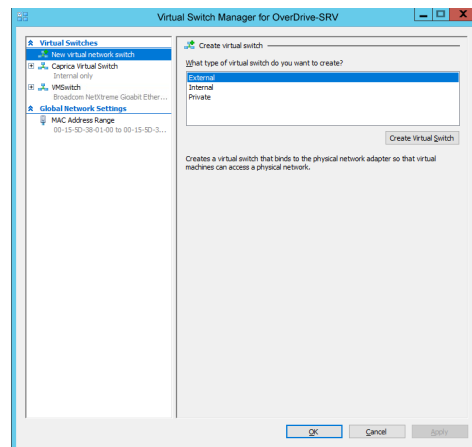 Virtual Switch Manager for OverDrive-SRV
Virtual Switches
New virtual network switch
Caprica Virtual Switch
Internal only
VMSwitch
Broadcom NetXtreme Gigabit Ether...
Global Network Settings
MAC Address Range
00-15-5D-38-01-00 to 00-15-5D-3...
Create virtual switch
What type of virtual switch do you want to create?
External
Internal
Private
Create Virtual Switch
Creates a virtual switch that binds to the physical network adapter so that virtual
machines can access a physical network.
OK
Cancel
Apply